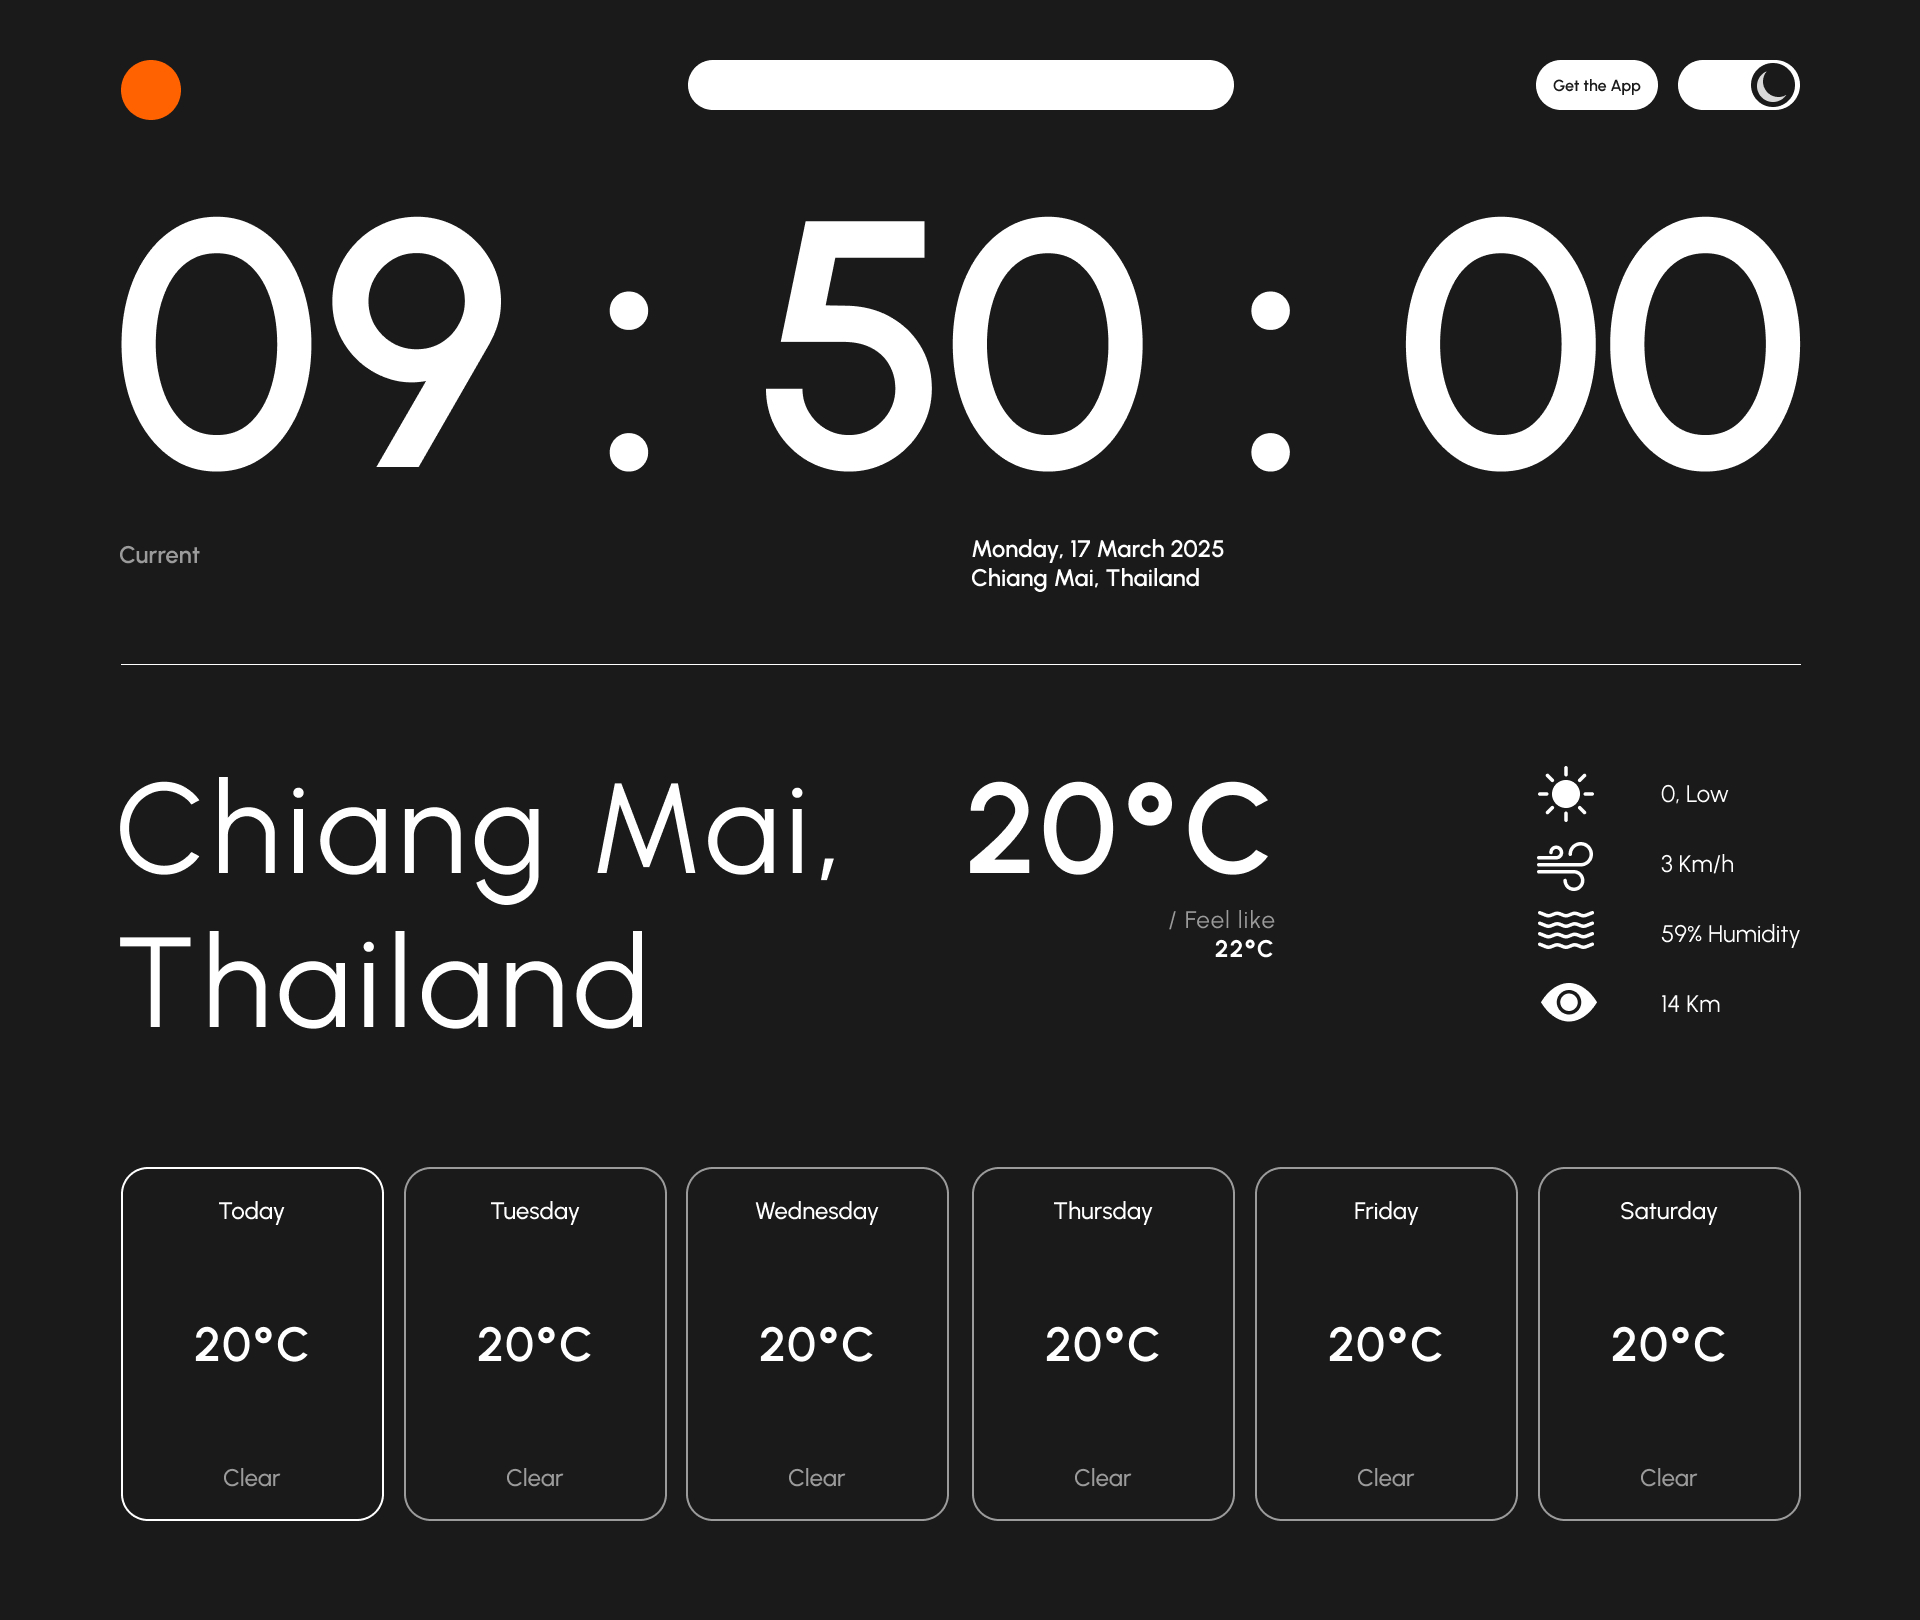 Get the App
09 : 50 : 00
Current
Monday, 17 March 2025
Chiang Mai, Thailand
Chiang Mai,
Thailand
20°C
/ Feel like
22°C
0, Low
3 Km/h
59% Humidity
14 Km
Today
20°C
Clear
Tuesday
20°C
Clear
Wednesday
20°C
Clear
Thursday
20°C
Clear
Friday
20°C
Clear
Saturday
20°C
Clear